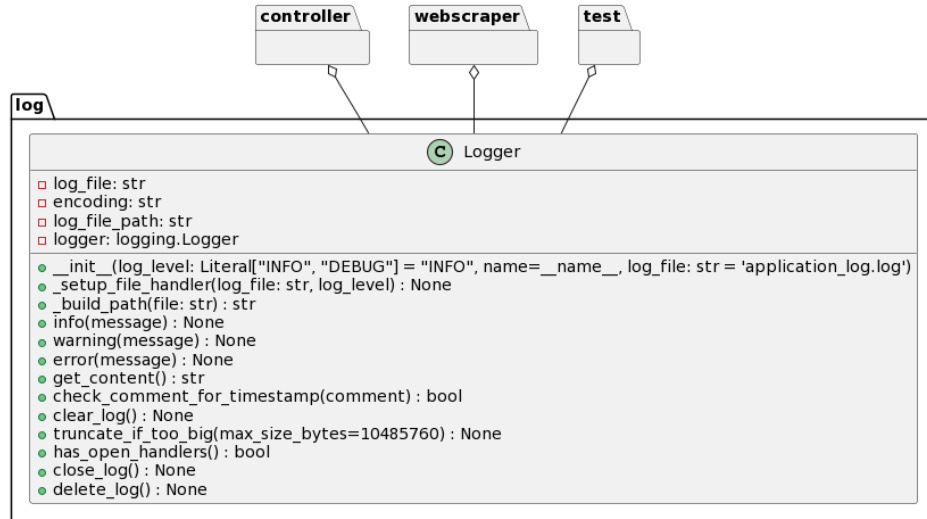 controller
webscraper
test
log
C Logger
log_file: str
encoding: str
log_file_path: str
logger: logging.Logger
__init__(log_level: Literal["INFO", "DEBUG"] = "INFO", name=__name__, log_file: str = 'application_log.log')
_setup_file_handler(log_file: str, log_level) : None
_build_path(file: str) : str
info(message) : None
warning(message) : None
error(message) : None
get_content() : str
check_comment_for_timestamp(comment) : bool
clear_log() : None
truncate_if_too_big(max_size_bytes=10485760) : None
has_open_handlers() : bool
close_log() : None
delete_log() : None